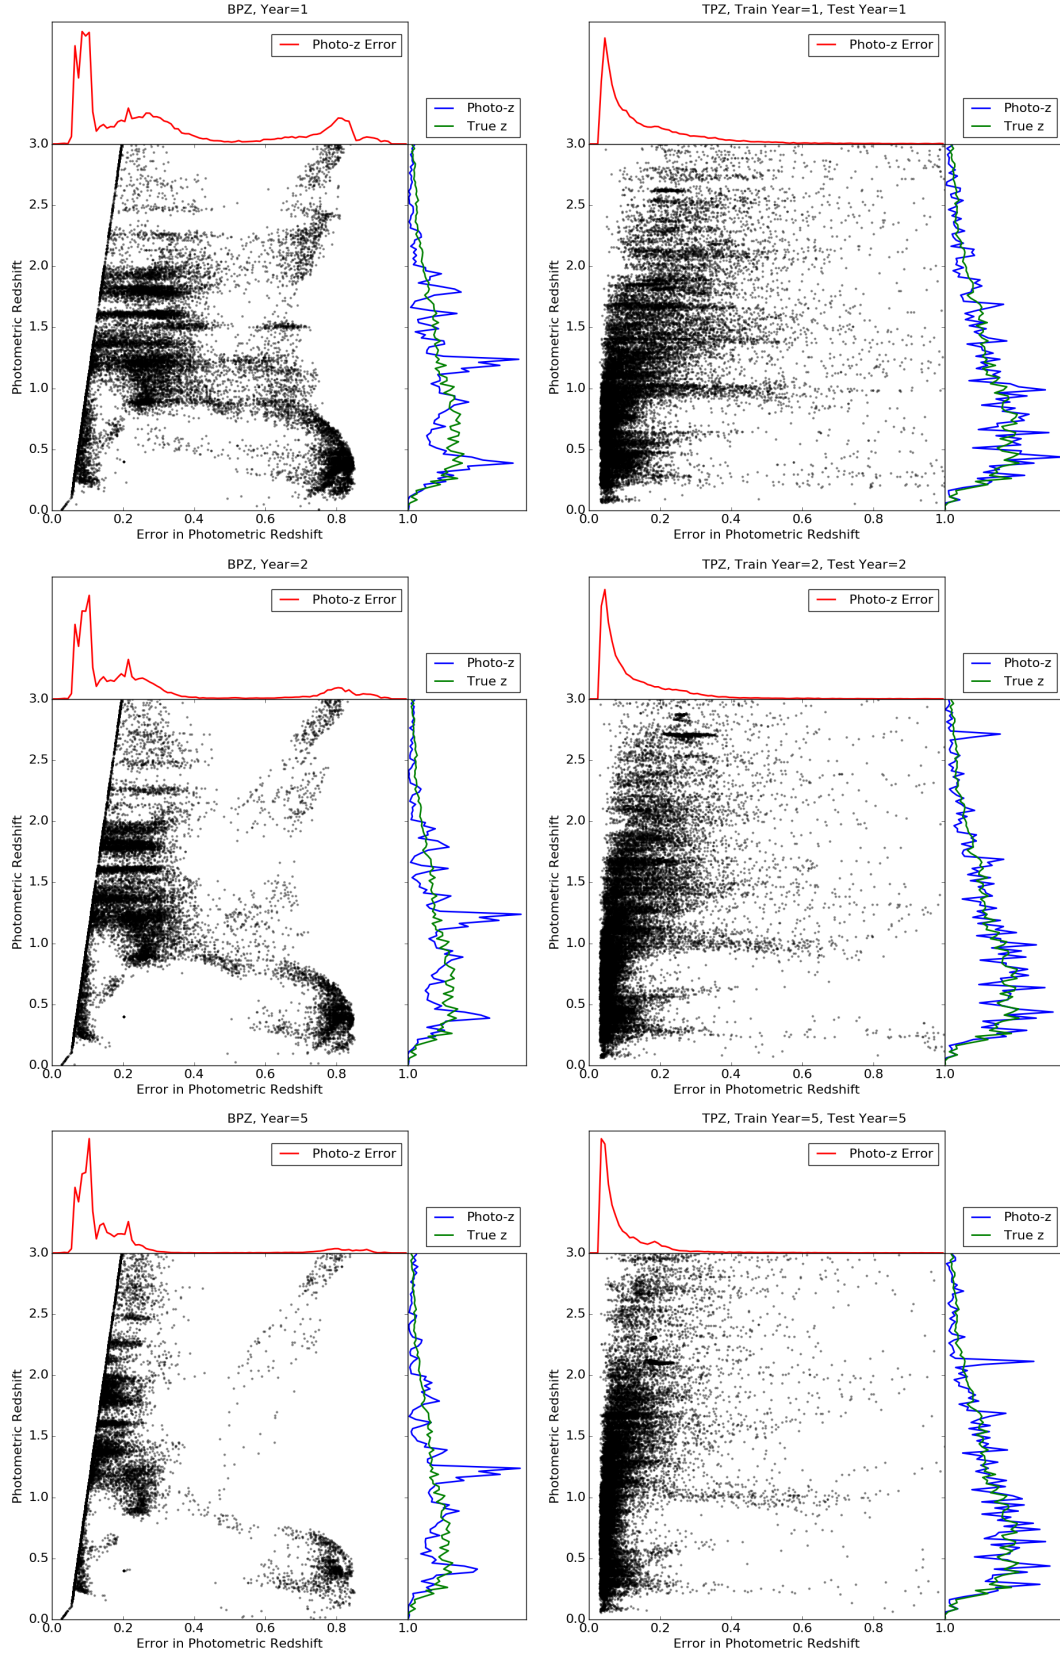 BPZ, Year=1
Photo-z Error
Photo-z
True z
3.0
2.5
2.0
1.5
1.0
0.5
0.0
Photometric Redshift
0.0 0.2 0.4 0.6 0.8 1.0
Error in Photometric Redshift
TPZ, Train Year=1, Test Year=1
Photo-z Error
Photo-z
True z
3.0
2.5
2.0
1.5
1.0
0.5
0.0
Photometric Redshift
0.0 0.2 0.4 0.6 0.8 1.0
Error in Photometric Redshift
BPZ, Year=2
Photo-z Error
Photo-z
True z
3.0
2.5
2.0
1.5
1.0
0.5
0.0
Photometric Redshift
0.0 0.2 0.4 0.6 0.8 1.0
Error in Photometric Redshift
TPZ, Train Year=2, Test Year=2
Photo-z Error
Photo-z
True z
3.0
2.5
2.0
1.5
1.0
0.5
0.0
Photometric Redshift
0.0 0.2 0.4 0.6 0.8 1.0
Error in Photometric Redshift
BPZ, Year=5
Photo-z Error
Photo-z
True z
3.0
2.5
2.0
1.5
1.0
0.5
0.0
Photometric Redshift
0.0 0.2 0.4 0.6 0.8 1.0
Error in Photometric Redshift
TPZ, Train Year=5, Test Year=5
Photo-z Error
Photo-z
True z
3.0
2.5
2.0
1.5
1.0
0.5
0.0
Photometric Redshift
0.0 0.2 0.4 0.6 0.8 1.0
Error in Photometric Redshift